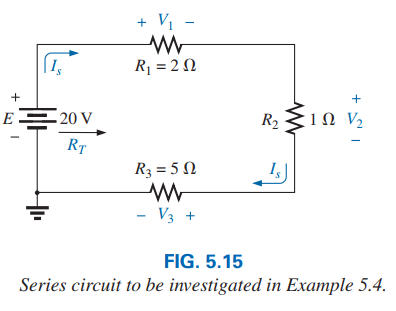 + V₁ −
Iₛ
R₁ = 2 Ω
+
E
−
20 V
R_T
R₂
1 Ω
+
V₂
−
R₃ = 5 Ω
Iₛ
− V₃ +
FIG. 5.15
Series circuit to be investigated in Example 5.4.